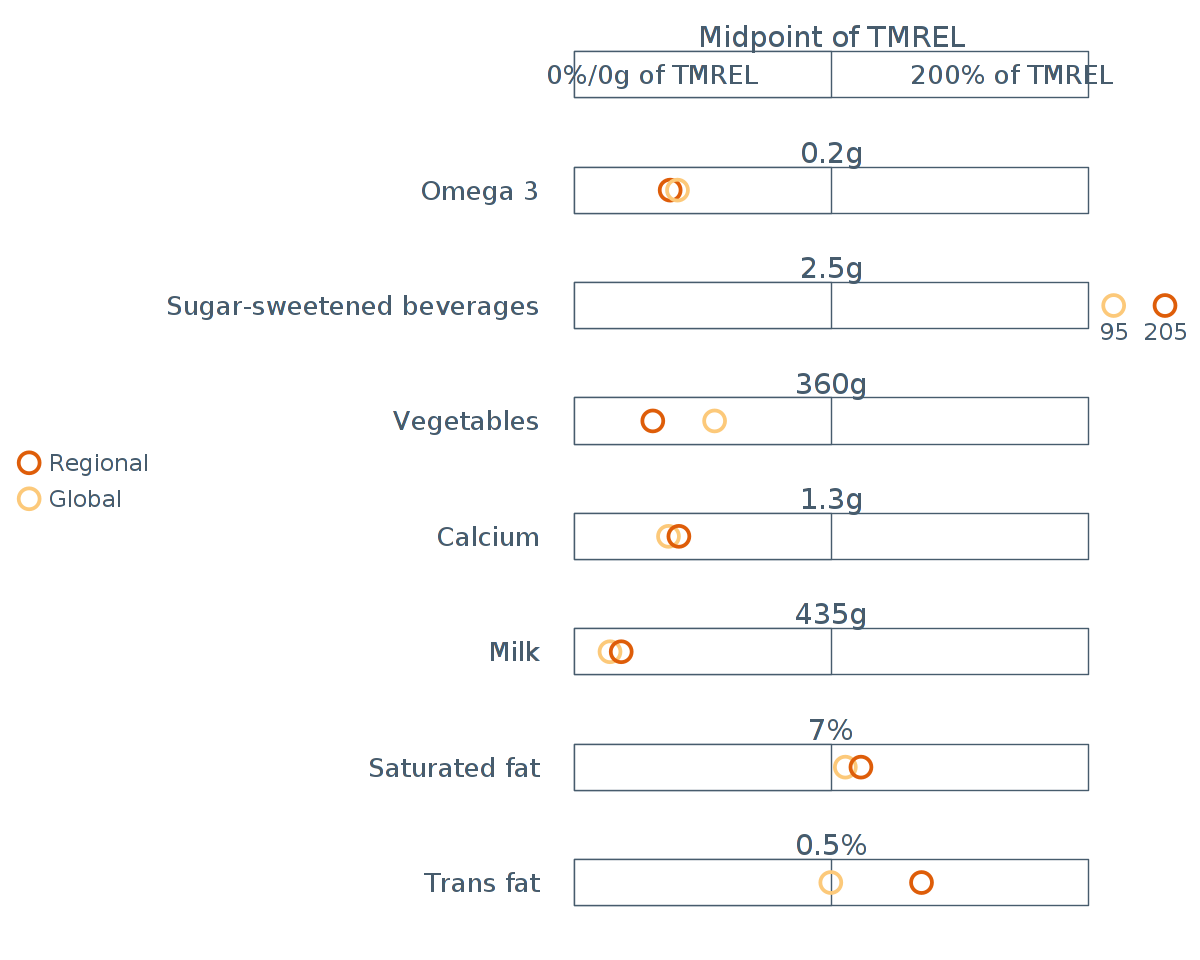 Midpoint of TMREL
0%/0g of TMREL
200% of TMREL
0.2g
Omega 3
2.5g
Sugar-sweetened beverages
95
205
360g
Vegetables
Regional
Global
1.3g
Calcium
435g
Milk
7%
Saturated fat
0.5%
Trans fat